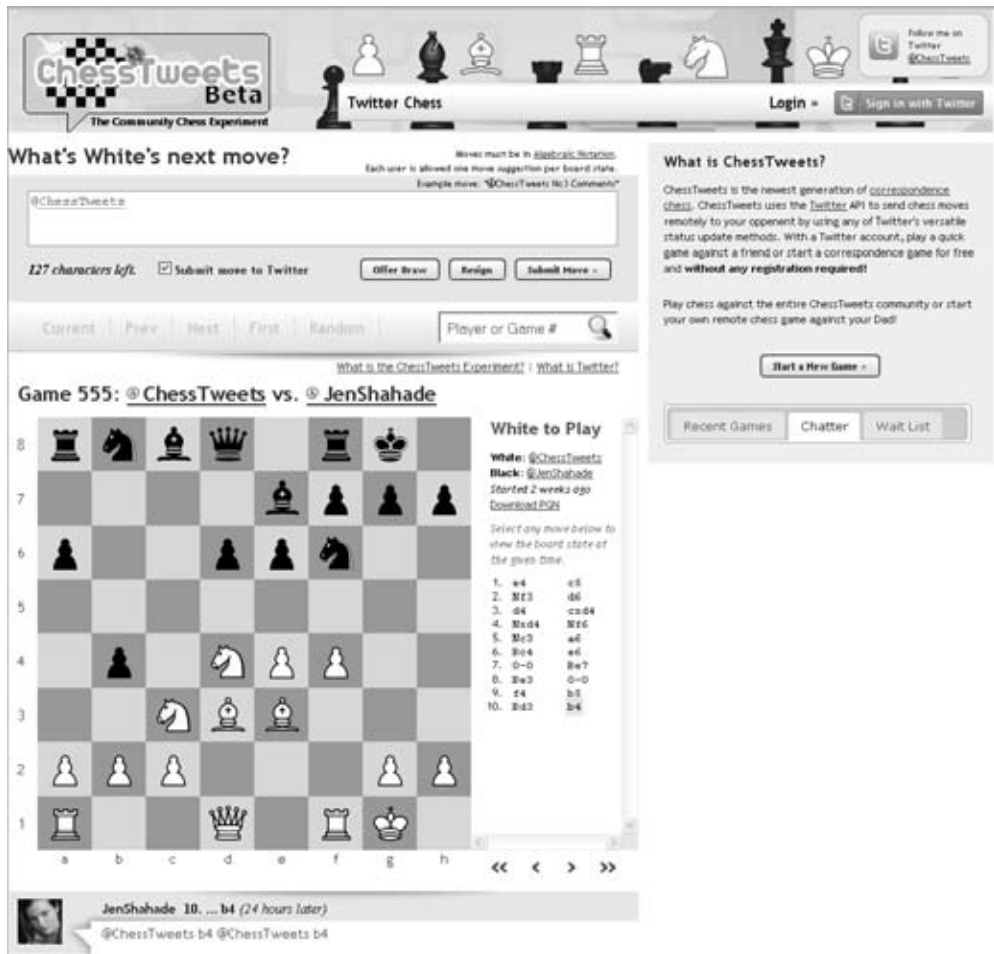 ChessTweets
Beta
The Community Chess Experiment
Twitter Chess
Login »
Sign in with Twitter
Follow me on
Twitter
@ChessTweets
What's White's next move?
Moves must be in Algebraic Notation.
Each user is allowed one move suggestion per board state.
Example move: "@ChessTweets Nc3 Comments"
@ChessTweets
127 characters left.
Submit move to Twitter
Offer Draw
Resign
Submit Move »
Current | Prev | Next | First | Random |
Player or Game #
What is the ChessTweets Experiment? | What is Twitter?
Game 555: @ChessTweets vs. @JenShahade
8
7
6
5
4
3
2
1
a b c d e f g h
White to Play
White: @ChessTweets
Black: @JenShahade
Started 2 weeks ago
Download PGN
Select any move below to
view the board state at
the given time.
1. e4 c5
2. Nf3 d6
3. d4 cxd4
4. Nxd4 Nf6
5. Nc3 a6
6. Bc4 e6
7. O-O Be7
8. Be3 O-O
9. f4 b5
10. Bd3 b4
<< < > >>
JenShahade 10. ... b4 (24 hours later)
@ChessTweets b4 @ChessTweets b4
What is ChessTweets?
ChessTweets is the newest generation of correspondence
chess. ChessTweets uses the Twitter API to send chess moves
remotely to your oppenent by using any of Twitter's versatile
status update methods. With a Twitter account, play a quick
game against a friend or start a correspondence game for free
and without any registration required!
Play chess against the entire ChessTweets community or start
your own remote chess game against your Dad!
Start a New Game »
Recent Games
Chatter
Wait List